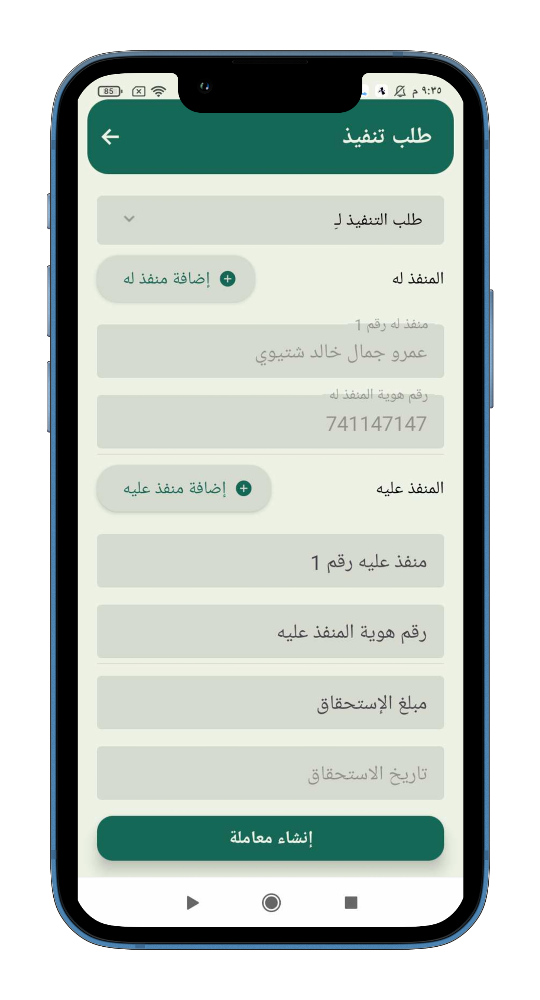 ٩:٣٥ م
85
طلب تنفيذ
طلب التنفيذ لـِ
المنفذ له
إضافة منفذ له
منفذ له رقم 1
عمرو جمال خالد شتيوي
رقم هوية المنفذ له
741147147
المنفذ عليه
إضافة منفذ عليه
منفذ عليه رقم 1
رقم هوية المنفذ عليه
مبلغ الإستحقاق
تاريخ الاستحقاق
إنشاء معاملة